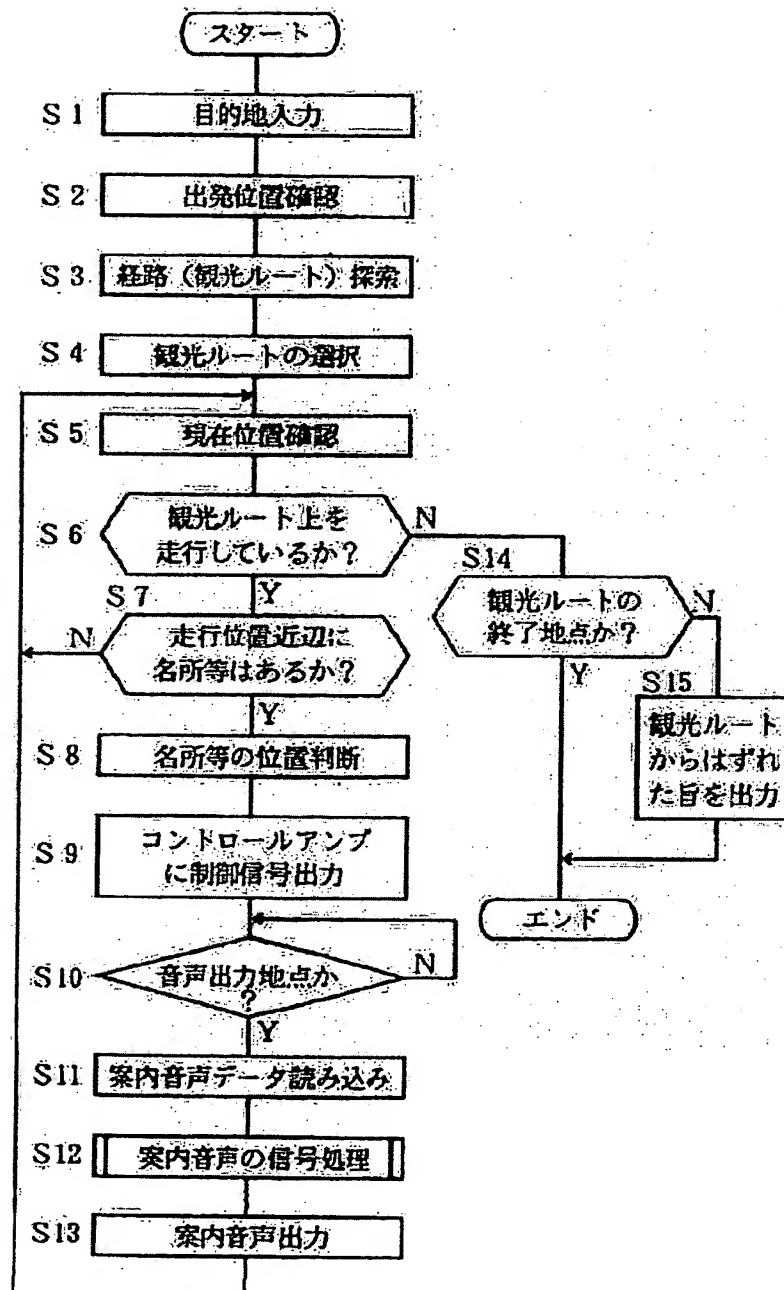 スタート
S1 目的地入力
S2 出発位置確認
S3 経路（観光ルート）探索
S4 観光ルートの選択
S5 現在位置確認
S6 観光ルート上を
走行しているか？
N
Y
S7 走行位置近辺に
名所等はあるか？
N
Y
S8 名所等の位置判断
S9 コントロールアンプ
に制御信号出力
S10 音声出力地点か
？
N
Y
S11 案内音声データ読み込み
S12 案内音声の信号処理
S13 案内音声出力
S14 観光ルートの
終了地点か？
N
Y
S15
観光ルート
からはずれ
た旨を出力
エンド